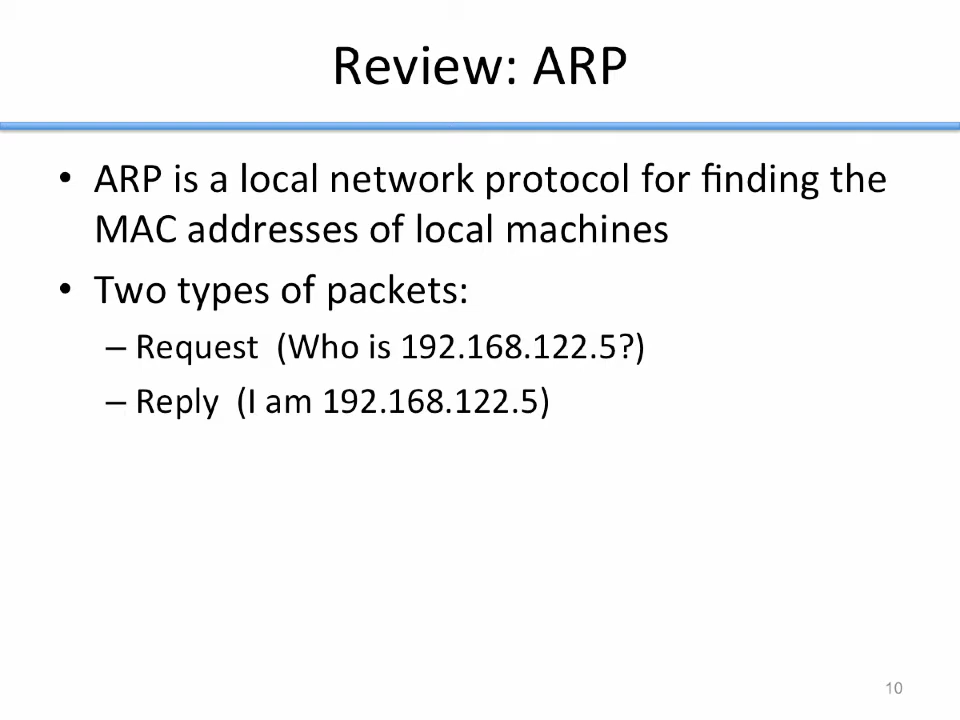 Review: ARP
• ARP is a local network protocol for finding the
MAC addresses of local machines
• Two types of packets:
– Request (Who is 192.168.122.5?)
– Reply (I am 192.168.122.5)
10